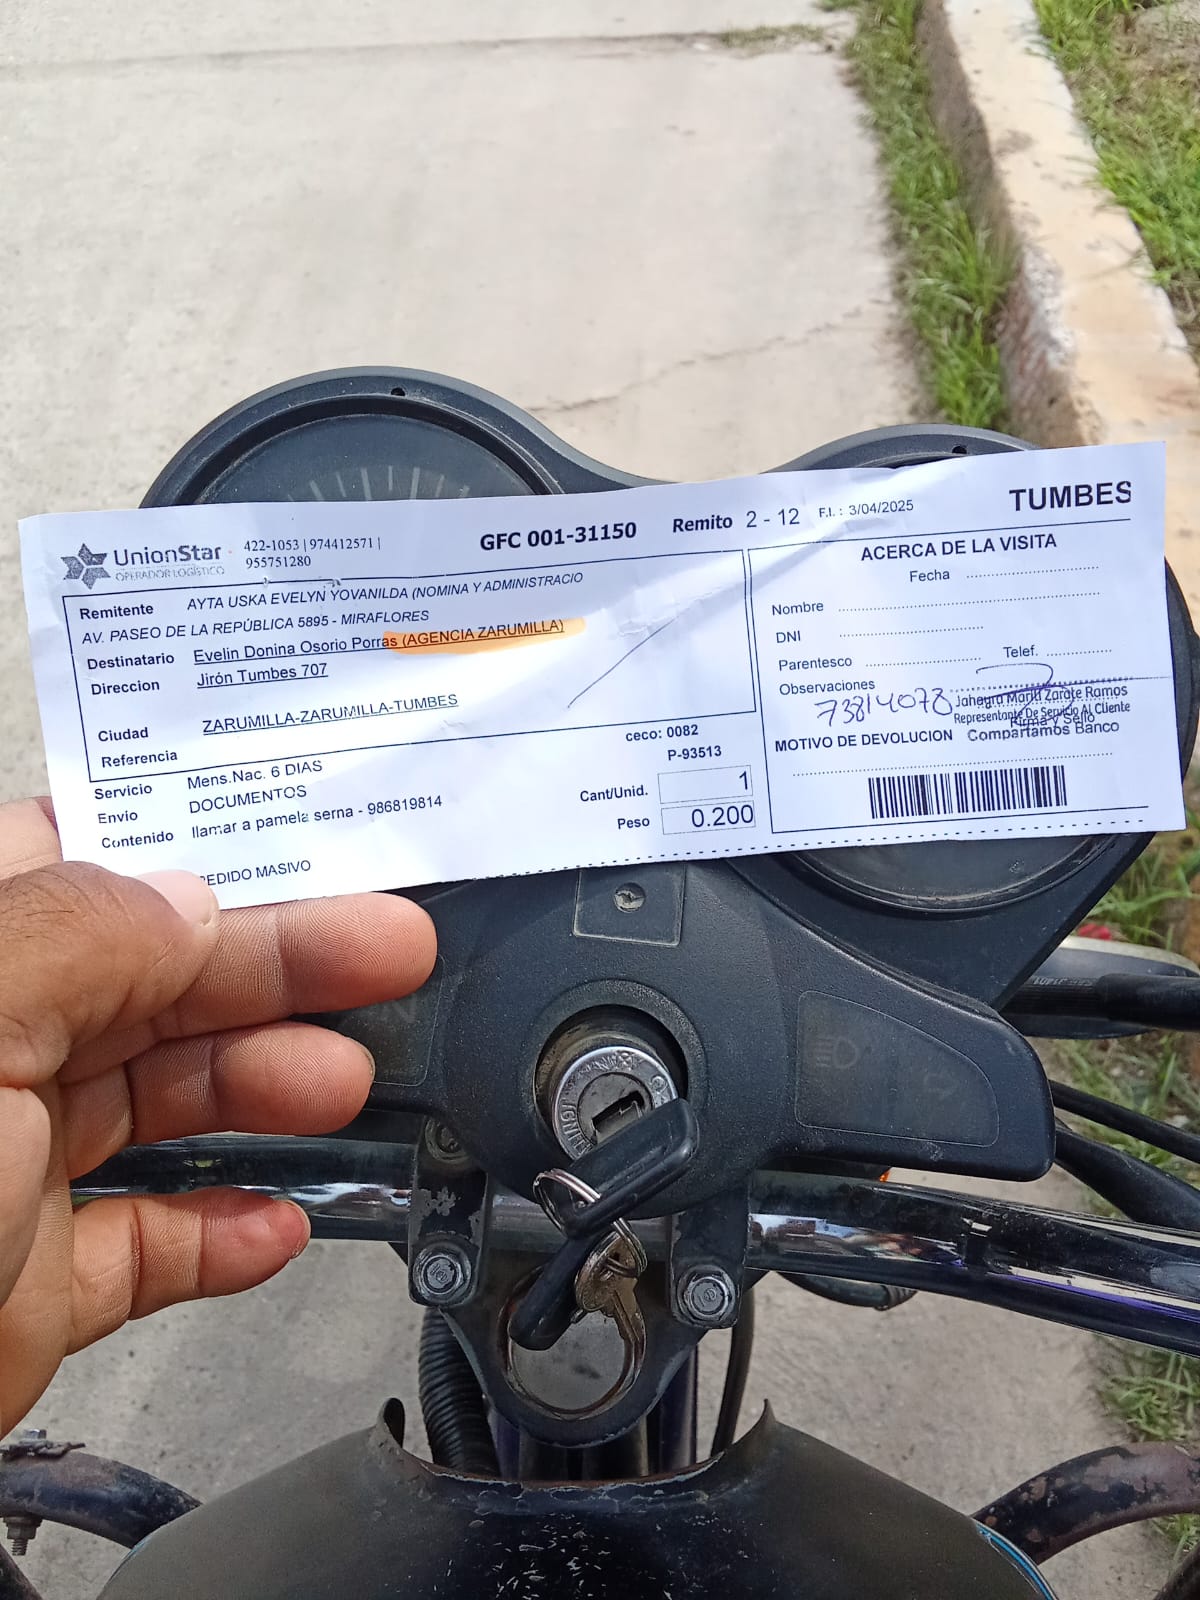 UnionStar
OPERADOR LOGÍSTICO
422-1053 | 974412571 |
955751280
GFC 001-31150
Remito 2 - 12
F.I. : 3/04/2025
TUMBES
Remitente AYTA USKA EVELYN YOVANILDA (NOMINA Y ADMINISTRACIO
AV. PASEO DE LA REPÚBLICA 5895 - MIRAFLORES
Destinatario Evelin Donina Osorio Porras (AGENCIA ZARUMILLA)
Direccion Jirón Tumbes 707
Ciudad ZARUMILLA-ZARUMILLA-TUMBES
Referencia
ceco: 0082
Servicio Mens.Nac. 6 DIAS
P-93513
Envio DOCUMENTOS
Cant/Unid. 1
Contenido llamar a pamela serna - 986819814
Peso 0.200
PEDIDO MASIVO
ACERCA DE LA VISITA
Fecha
Nombre
DNI
Parentesco Telef.
Observaciones
73814078
Jahayra Marili Zarate Ramos
Representante De Servicio Al Cliente
Firma y Sello
Compartamos Banco
MOTIVO DE DEVOLUCION